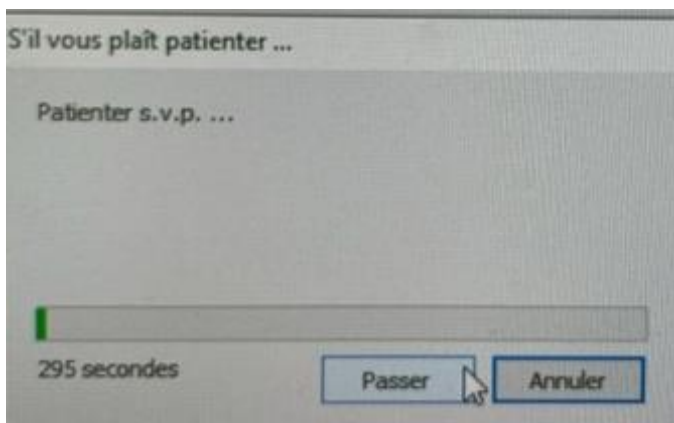 S'il vous plaît patienter ...
Patienter s.v.p. ...
295 secondes
Passer
Annuler